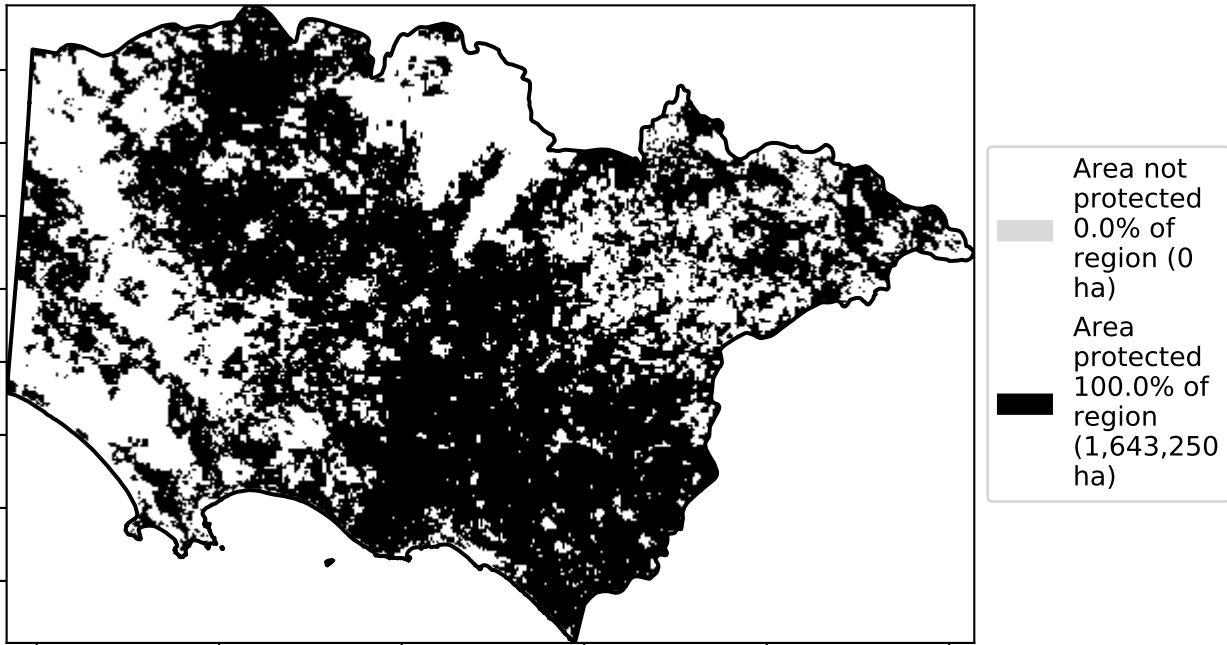 Area not
protected
0.0% of
region (0
ha)
Area
protected
100.0% of
region
(1,643,250
ha)